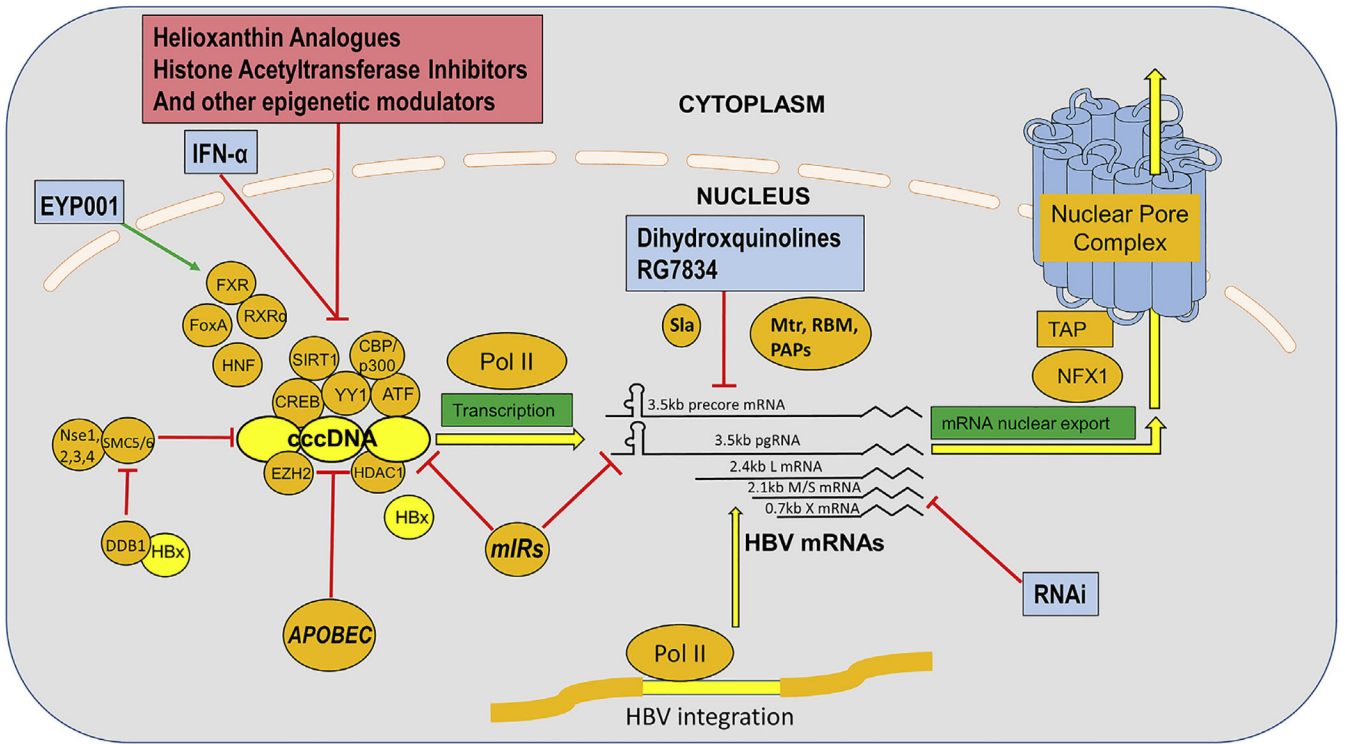 Helioxanthin Analogues
Histone Acetyltransferase Inhibitors
And other epigenetic modulators
CYTOPLASM
IFN-α
EYP001
NUCLEUS
Dihydroxquinolines
RG7834
Nuclear Pore
Complex
FXR
RXRα
FoxA
HNF
Sla
Mtr, RBM,
PAPs
TAP
NFX1
SIRT1
CBP/
p300
CREB
YY1
ATF
Pol II
Transcription
3.5kb precore mRNA
mRNA nuclear export
Nse1,
2,3,4
SMC5/6
cccDNA
3.5kb pgRNA
EZH2
HDAC1
2.4kb L mRNA
2.1kb M/S mRNA
0.7kb X mRNA
HBx
DDB1
HBx
mIRs
HBV mRNAs
RNAi
APOBEC
Pol II
HBV integration